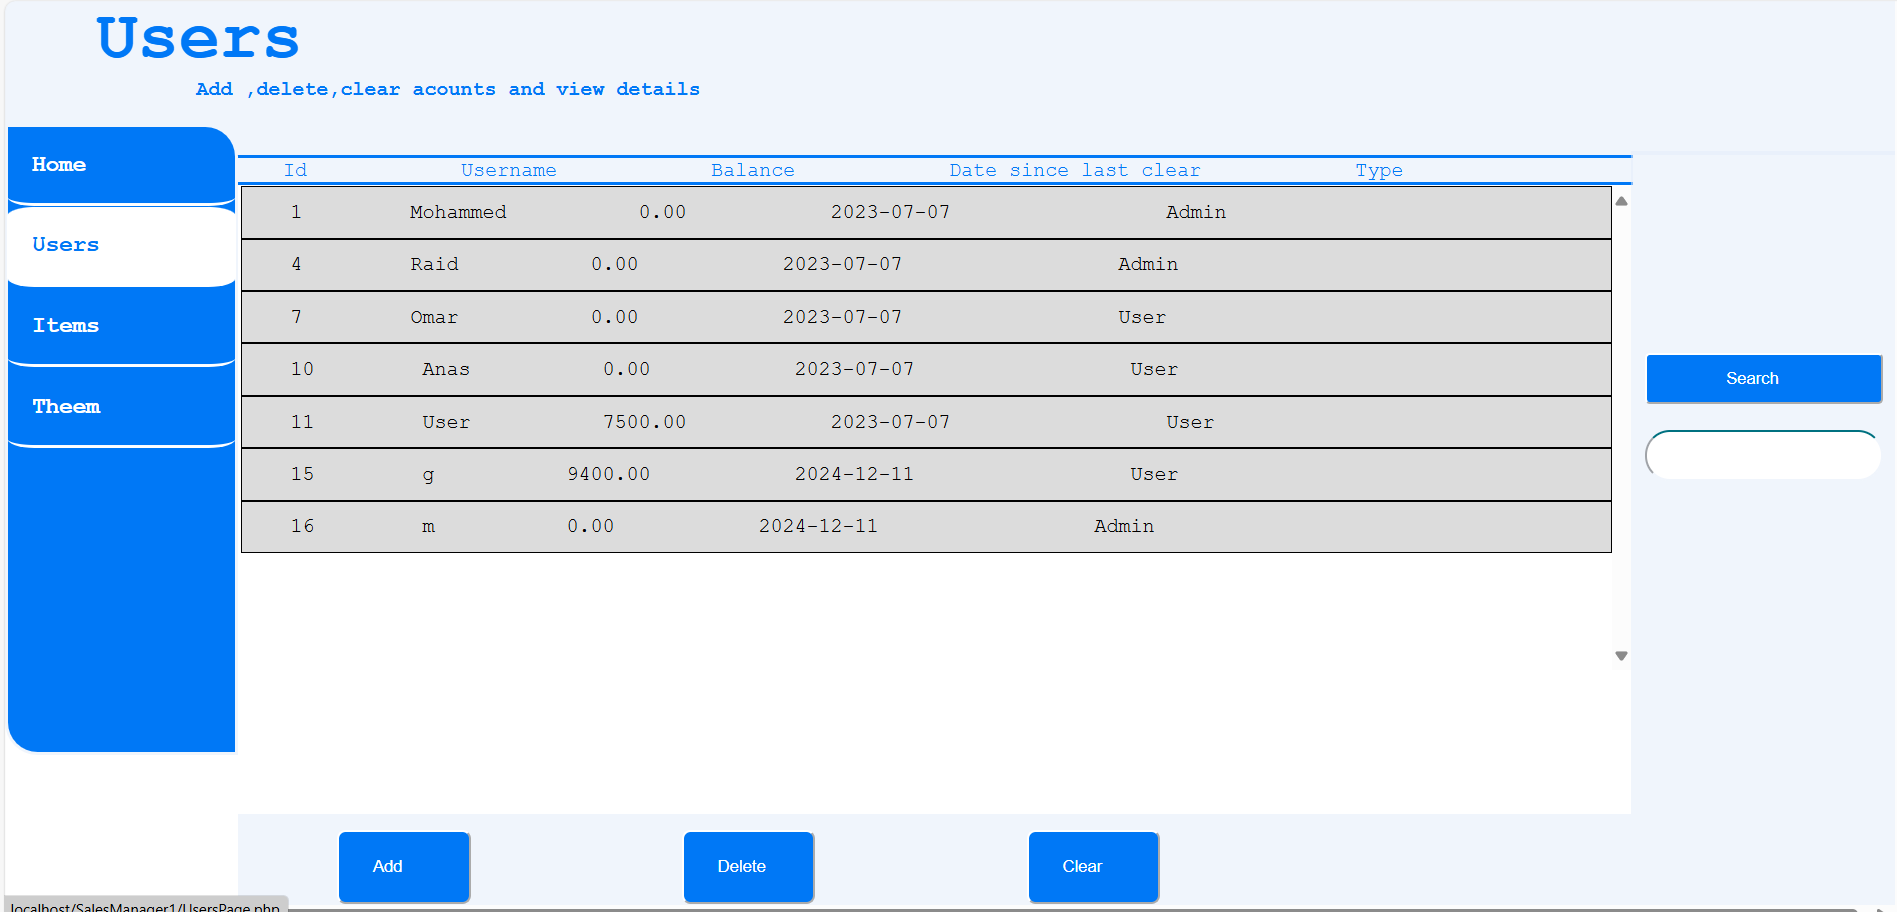 Users
Add ,delete,clear acounts and view details
Home
Users
Items
Theem
Id Username Balance Date since last clear Type
1 Mohammed 0.00 2023-07-07 Admin
4 Raid 0.00 2023-07-07 Admin
7 Omar 0.00 2023-07-07 User
10 Anas 0.00 2023-07-07 User
11 User 7500.00 2023-07-07 User
15 g 9400.00 2024-12-11 User
16 m 0.00 2024-12-11 Admin
Search
Add Delete Clear
localhost/SalesManager1/UsersPage.php